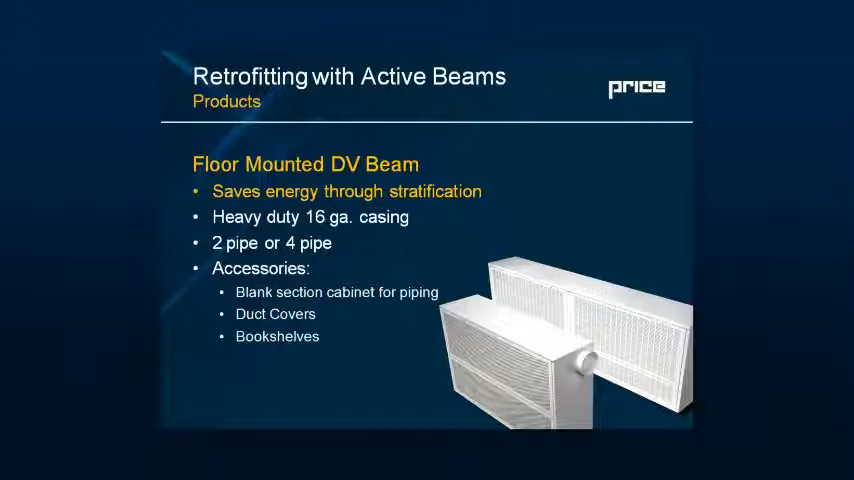 Retrofitting with Active Beams
Products
price
Floor Mounted DV Beam
• Saves energy through stratification
• Heavy duty 16 ga. casing
• 2 pipe or 4 pipe
• Accessories:
• Blank section cabinet for piping
• Duct Covers
• Bookshelves